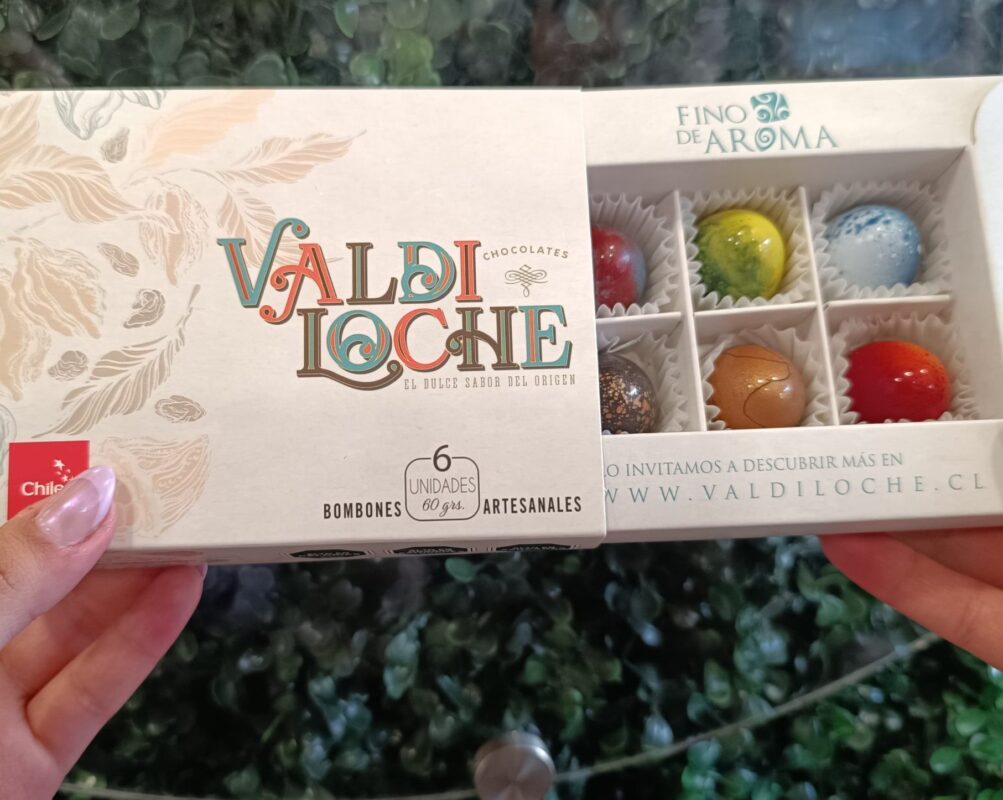 VALDI
LOCHE
CHOCOLATES
EL DULCE SABOR DEL ORIGEN
6
UNIDADES
60 grs.
BOMBONES ARTESANALES
FINO
DE AROMA
INVITAMOS A DESCUBRIR MÁS EN
WWW.VALDILOCHE.CL